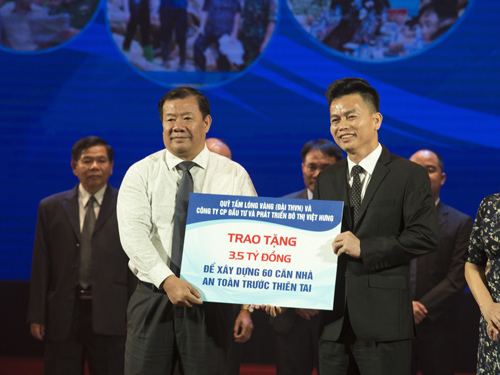 QUỸ TẤM LÒNG VÀNG (ĐÀI THVN) VÀ
CÔNG TY CP ĐẦU TƯ VÀ PHÁT TRIỂN ĐÔ THỊ VIỆT HƯNG
TRAO TẶNG
3.5 TỶ ĐỒNG
ĐỂ XÂY DỰNG 60 CĂN NHÀ
AN TOÀN TRƯỚC THIÊN TAI